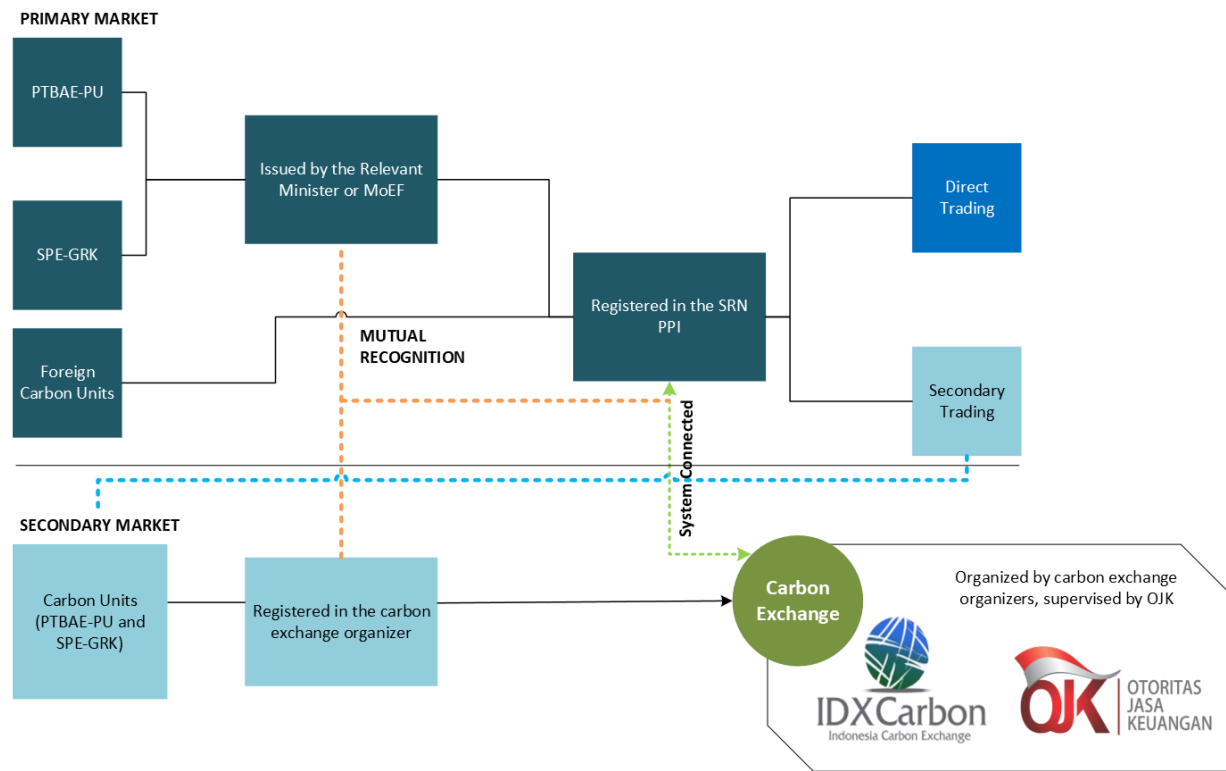 PRIMARY MARKET
PTBAE-PU
Issued by the Relevant
Minister or MoEF
Direct
Trading
SPE-GRK
Registered in the SRN
PPI
MUTUAL
RECOGNITION
Foreign
Carbon Units
Secondary
Trading
System Connected
SECONDARY MARKET
Carbon Units
(PTBAE-PU and
SPE-GRK)
Registered in the carbon
exchange organizer
Carbon
Exchange
Organized by carbon exchange
organizers, supervised by OJK
IDXCarbon
Indonesia Carbon Exchange
OJK
OTORITAS
JASA
KEUANGAN